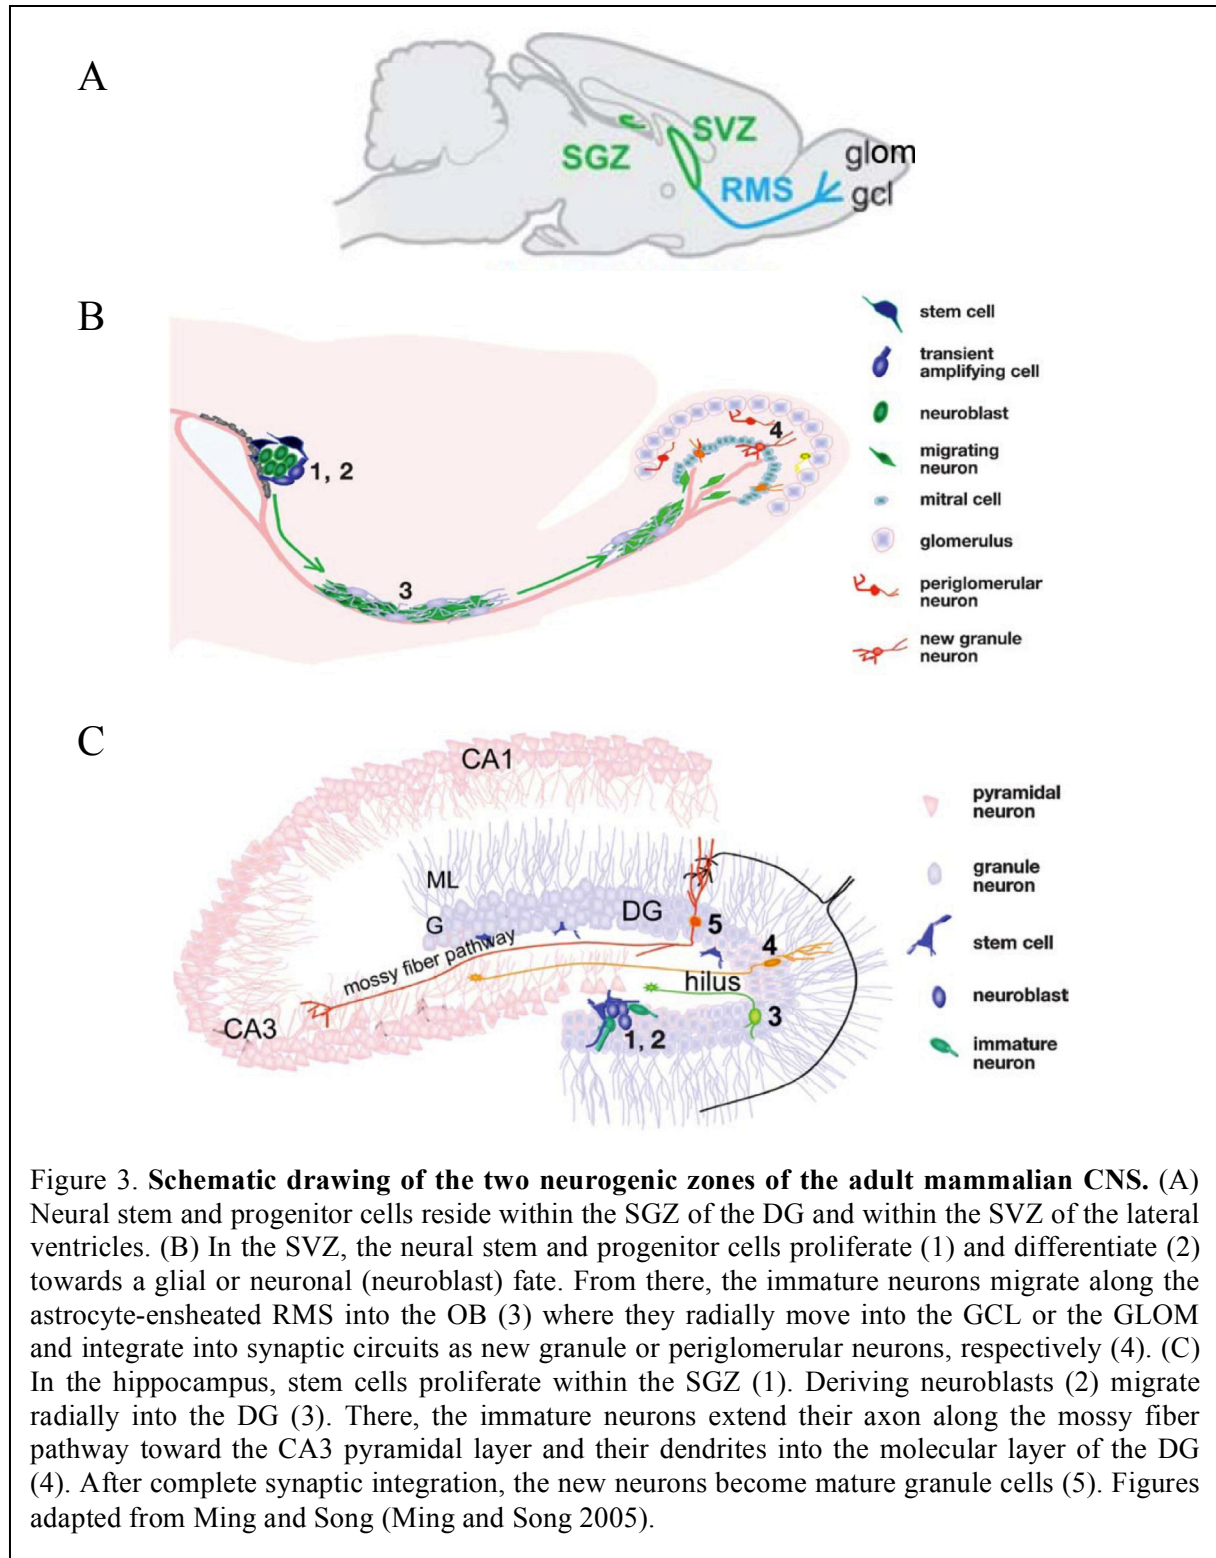 A
SGZ
SVZ
RMS
glom
gcl
B
1, 2
3
4
stem cell
transient
amplifying cell
neuroblast
migrating
neuron
mitral cell
glomerulus
periglomerular
neuron
new granule
neuron
C
CA1
ML
G
DG
5
4
mossy fiber pathway
hilus
3
CA3
1, 2
pyramidal
neuron
granule
neuron
stem cell
neuroblast
immature
neuron
Figure 3. Schematic drawing of the two neurogenic zones of the adult mammalian CNS. (A)
Neural stem and progenitor cells reside within the SGZ of the DG and within the SVZ of the lateral
ventricles. (B) In the SVZ, the neural stem and progenitor cells proliferate (1) and differentiate (2)
towards a glial or neuronal (neuroblast) fate. From there, the immature neurons migrate along the
astrocyte-ensheated RMS into the OB (3) where they radially move into the GCL or the GLOM
and integrate into synaptic circuits as new granule or periglomerular neurons, respectively (4). (C)
In the hippocampus, stem cells proliferate within the SGZ (1). Deriving neuroblasts (2) migrate
radially into the DG (3). There, the immature neurons extend their axon along the mossy fiber
pathway toward the CA3 pyramidal layer and their dendrites into the molecular layer of the DG
(4). After complete synaptic integration, the new neurons become mature granule cells (5). Figures
adapted from Ming and Song (Ming and Song 2005).